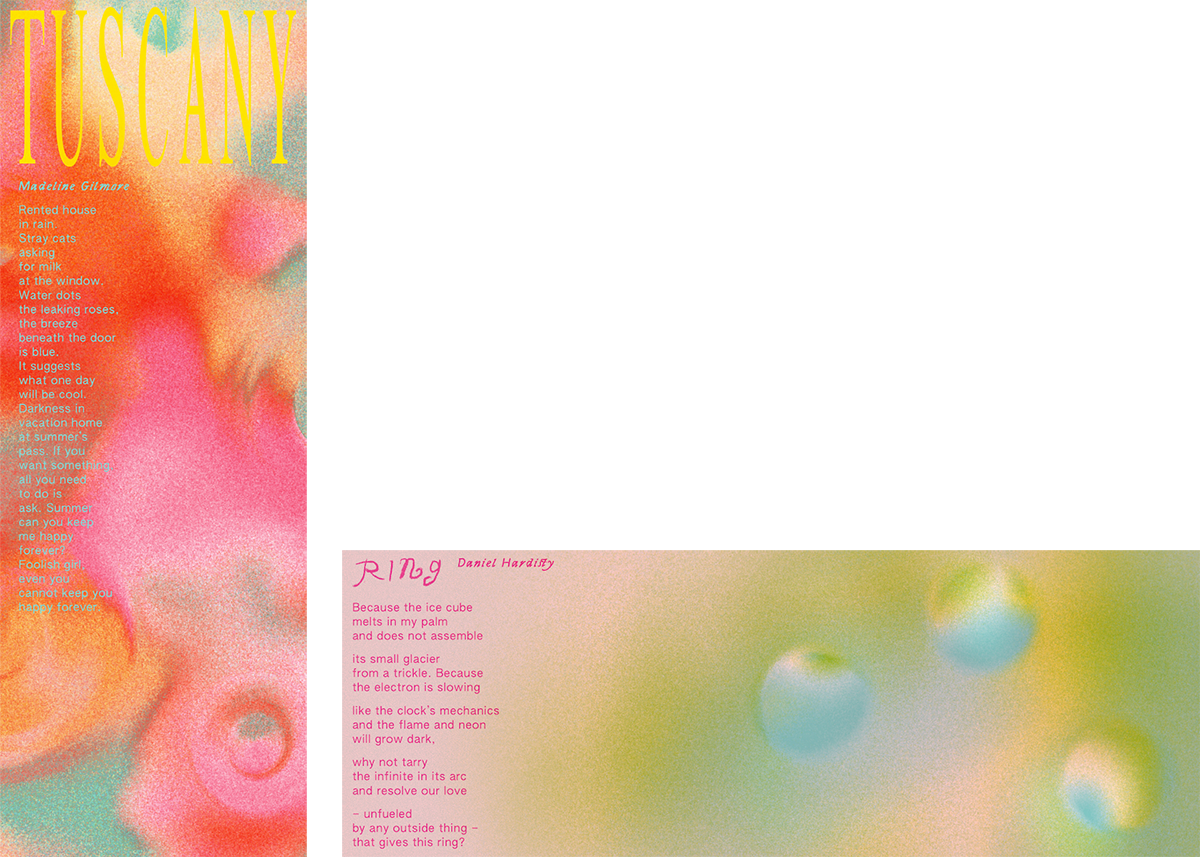 TUSCANY
Madeline Gilmore
Rented house
in rain
Stray cats
asking
for milk
at the window.
Water dots
the leaking roses,
the breeze
beneath the door
is blue.
It suggests
what one day
will be cool.
Darkness in
vacation home
at summer's
pass. If you
want something,
all you need
to do is
ask. Summer
can you keep
me happy
forever?
Foolish girl,
even you
cannot keep you
happy forever.
RINg
Daniel Hardisty
Because the ice cube
melts in my palm
and does not assemble
its small glacier
from a trickle. Because
the electron is slowing
like the clock's mechanics
and the flame and neon
will grow dark,
why not tarry
the infinite in its arc
and resolve our love
– unfueled
by any outside thing –
that gives this ring?